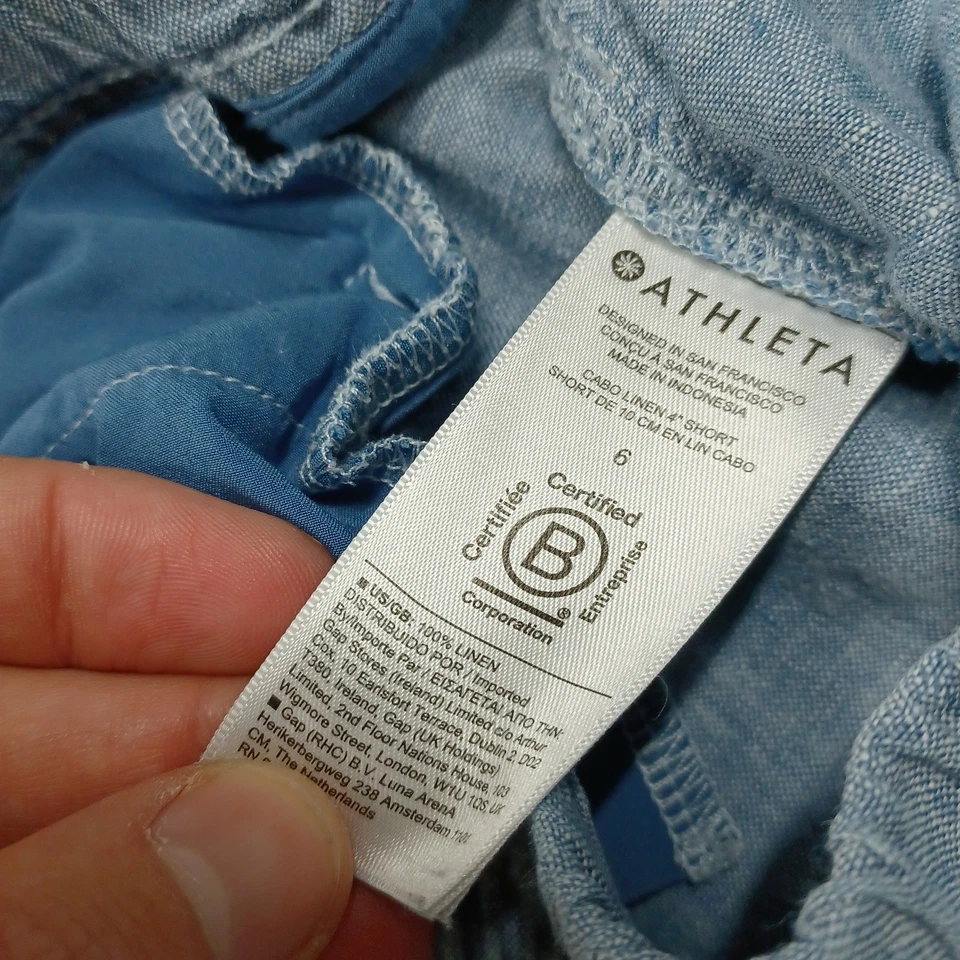 ATHLETA
DESIGNED IN SAN FRANCISCO
CONÇU À SAN FRANCISCO
MADE IN INDONESIA
CABO LINEN 4" SHORT
SHORT DE 10 CM EN LIN CABO
6
Certified
Certifiée
B
Entreprise
Corporation
®
■ US/GB: 100% LINEN
DISTRIBUIDO POR / Imported
By/Importe Par / ΕΙΣΑΓΕΤΑΙ ΑΠΟ ΤΗΝ
Gap Stores (Ireland) Limited c/o Arthur
Cox, 10 Earlsfort Terrace, Dublin 2, D02
T380, Ireland, Gap (UK Holdings)
Limited, 2nd Floor Nations House, 103
Wigmore Street, London, W1U 1QS, UK
■ Gap (RHC) B.V. Luna ArenA
Herikerbergweg 238 Amsterdam 1101
CM, The Netherlands
RN